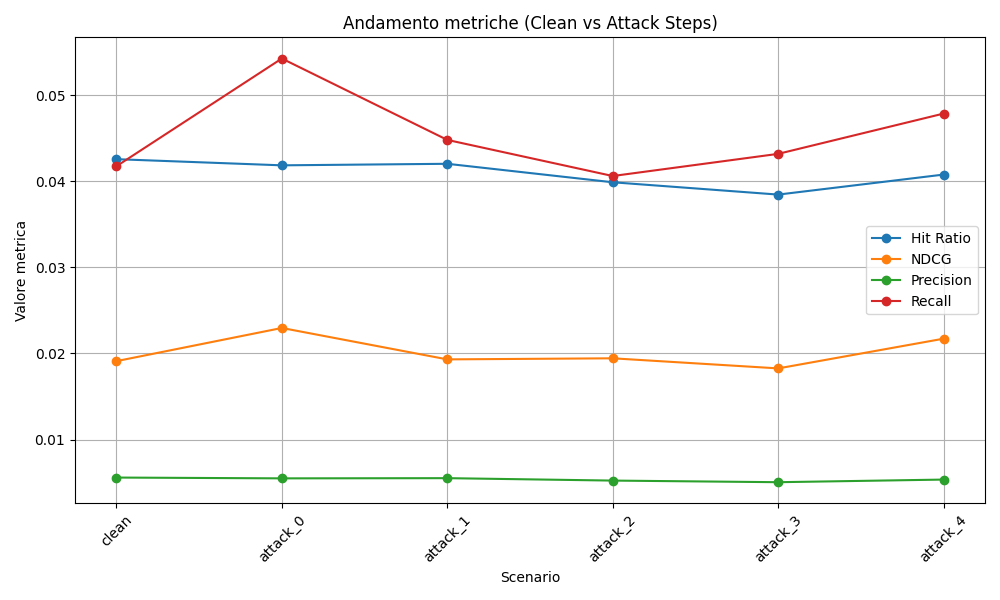 Andamento metriche (Clean vs Attack Steps)
Valore metrica
0.05
0.04
0.03
0.02
0.01
Hit Ratio
NDCG
Precision
Recall
clean
attack_0
attack_1
attack_2
attack_3
attack_4
Scenario